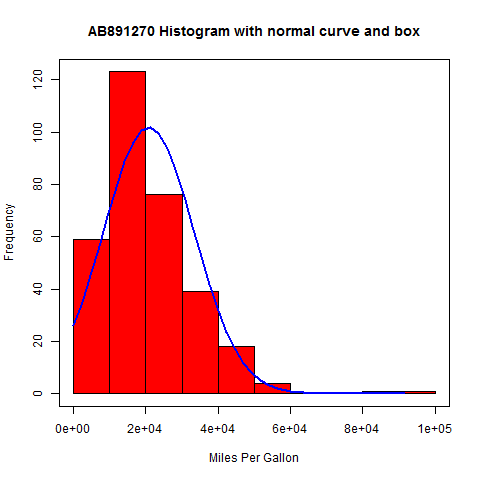 AB891270 Histogram with normal curve and box
Frequency
120
100
80
60
40
20
0
0e+00 2e+04 4e+04 6e+04 8e+04 1e+05
Miles Per Gallon